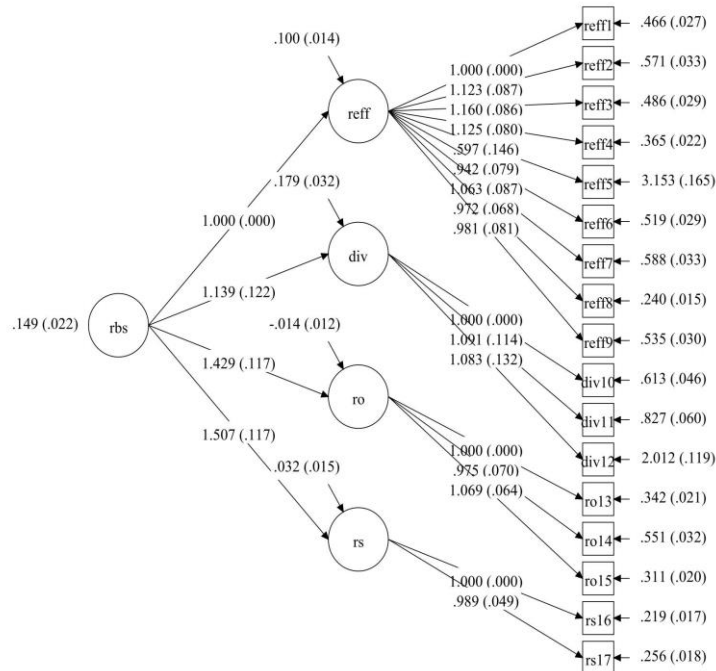 .100 (.014)
reff
1.000 (.000)
1.123 (.087)
1.160 (.086)
1.125 (.080)
.597 (.146)
.942 (.079)
1.063 (.087)
.972 (.068)
.981 (.081)
reff1 .466 (.027)
reff2 .571 (.033)
reff3 .486 (.029)
reff4 .365 (.022)
reff5 3.153 (.165)
reff6 .519 (.029)
reff7 .588 (.033)
reff8 .240 (.015)
reff9 .535 (.030)
.179 (.032)
1.000 (.000)
div
1.139 (.122)
1.000 (.000)
1.091 (.114)
1.083 (.132)
div10 .613 (.046)
div11 .827 (.060)
div12 2.012 (.119)
.149 (.022) rbs
-.014 (.012)
1.429 (.117)
ro
1.000 (.000)
.975 (.070)
1.069 (.064)
ro13 .342 (.021)
ro14 .551 (.032)
ro15 .311 (.020)
1.507 (.117)
.032 (.015)
rs
1.000 (.000)
.989 (.049)
rs16 .219 (.017)
rs17 .256 (.018)